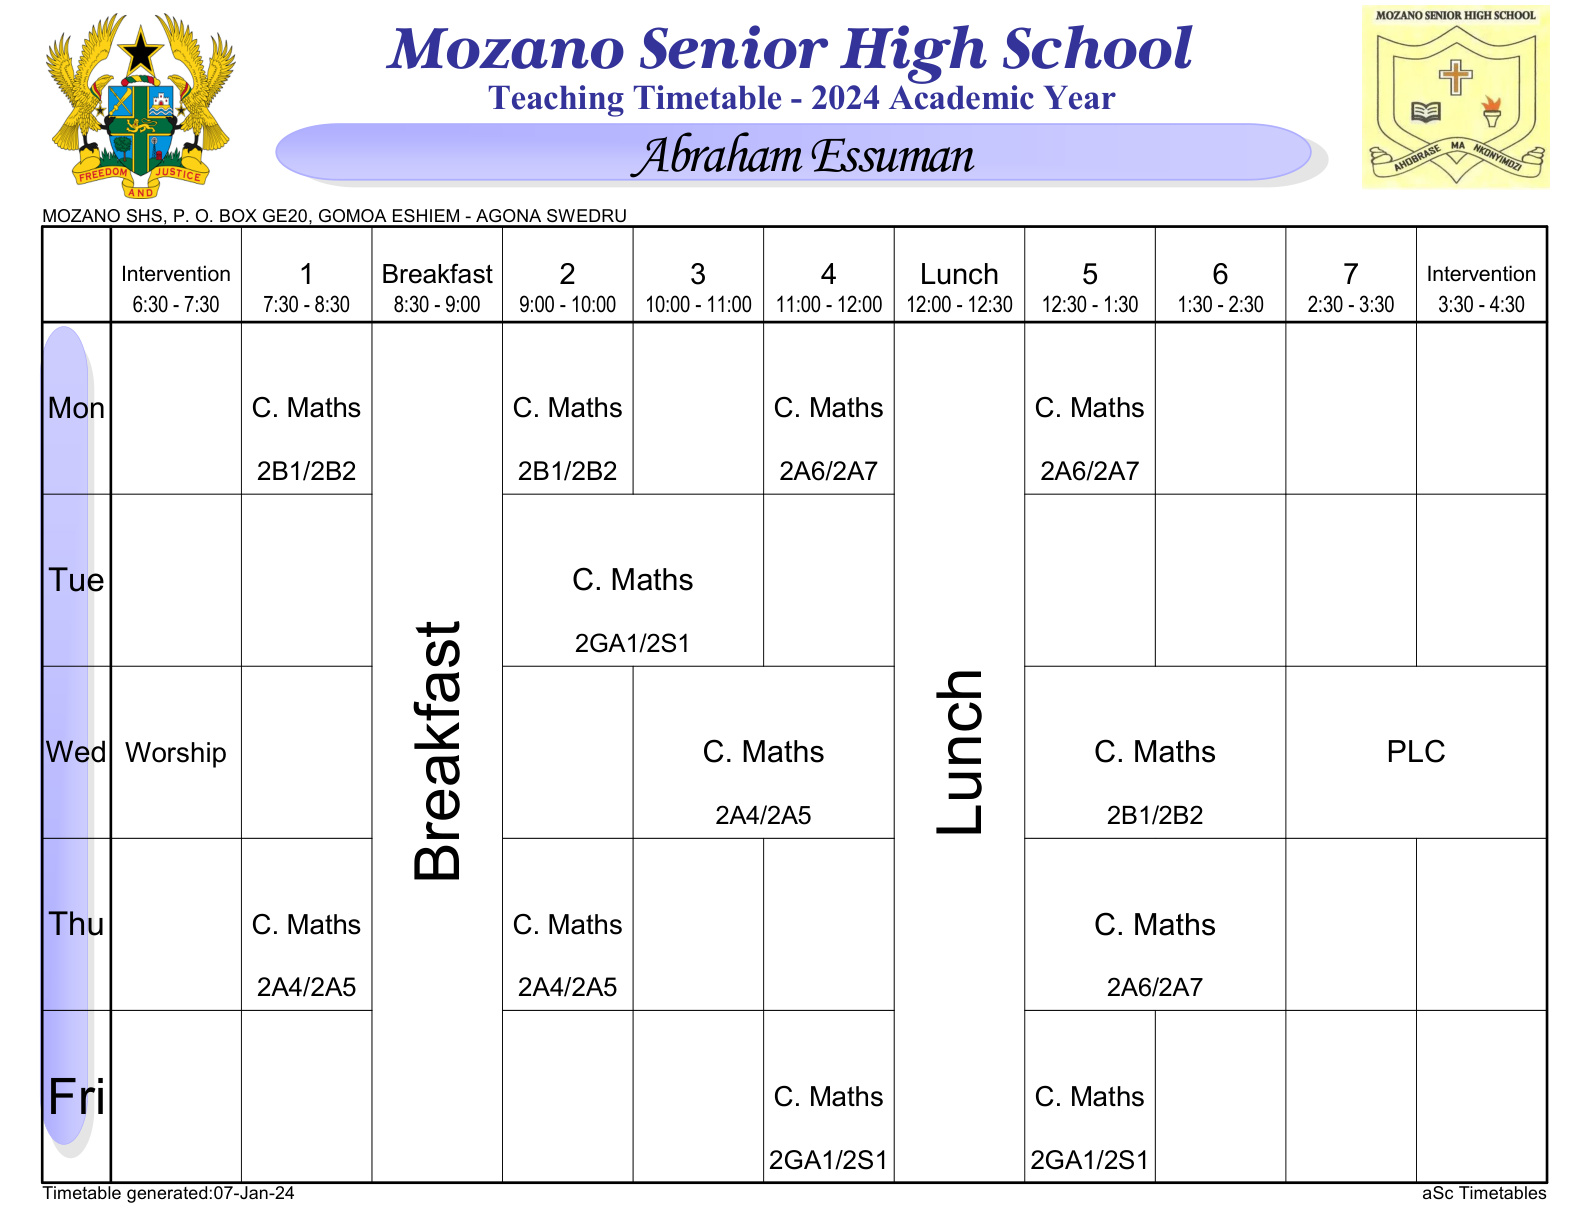 Mozano Senior High School
Teaching Timetable - 2024 Academic Year
Abraham Essuman
FREEDOM AND JUSTICE
MOZANO SENIOR HIGH SCHOOL
AHOBRASE MA NKONYIMDZI
MOZANO SHS, P. O. BOX GE20, GOMOA ESHIEM - AGONA SWEDRU
Intervention 1 Breakfast 2 3 4 Lunch 5 6 7 Intervention
6:30 - 7:30 7:30 - 8:30 8:30 - 9:00 9:00 - 10:00 10:00 - 11:00 11:00 - 12:00 12:00 - 12:30 12:30 - 1:30 1:30 - 2:30 2:30 - 3:30 3:30 - 4:30
Mon C. Maths C. Maths C. Maths C. Maths
2B1/2B2 2B1/2B2 2A6/2A7 2A6/2A7
Tue C. Maths
2GA1/2S1
Breakfast
Lunch
Wed Worship C. Maths C. Maths PLC
2A4/2A5 2B1/2B2
Thu C. Maths C. Maths C. Maths
2A4/2A5 2A4/2A5 2A6/2A7
Fri C. Maths C. Maths
2GA1/2S1 2GA1/2S1
Timetable generated:07-Jan-24 aSc Timetables